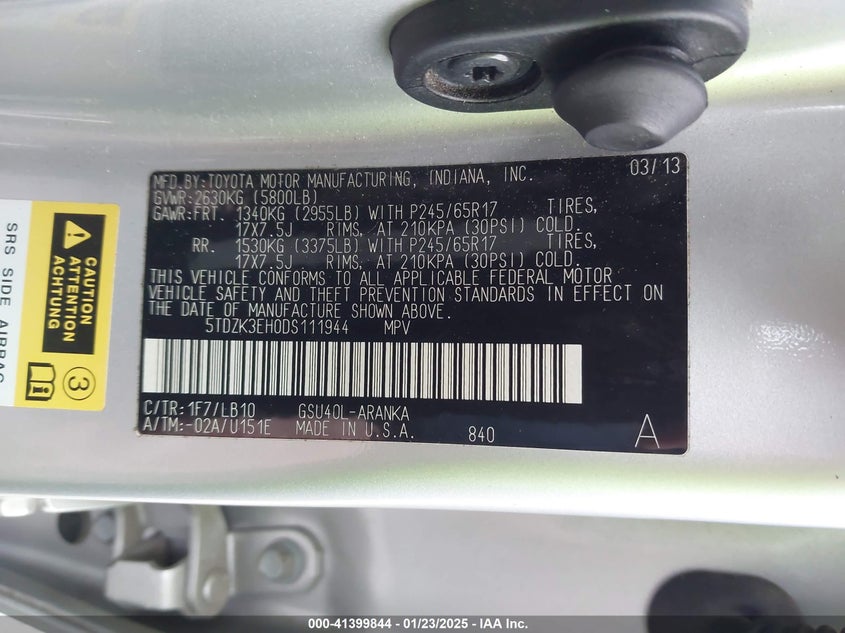 MFD.BY:TOYOTA MOTOR MANUFACTURING, INDIANA, INC. 03/13
GVWR:2630KG (5800LB)
GAWR:FRT. 1340KG (2955LB) WITH P245/65R17 TIRES,
17X7.5J RIMS, AT 210KPA (30PSI) COLD.
RR. 1530KG (3375LB) WITH P245/65R17 TIRES,
17X7.5J RIMS, AT 210KPA (30PSI) COLD.
THIS VEHICLE CONFORMS TO ALL APPLICABLE FEDERAL MOTOR
VEHICLE SAFETY AND THEFT PREVENTION STANDARDS IN EFFECT ON
THE DATE OF MANUFACTURE SHOWN ABOVE.
5TDZK3EH0DS111944 MPV
C/TR:1F7/LB10 GSU40L-ARANKA
A/TM:-02A/U151E MADE IN U.S.A. 840 A
CAUTION
ATTENTION
ACHTUNG
SRS SIDE AIRBAG
3
000-41399844 — 01/23/2025 — IAA Inc.